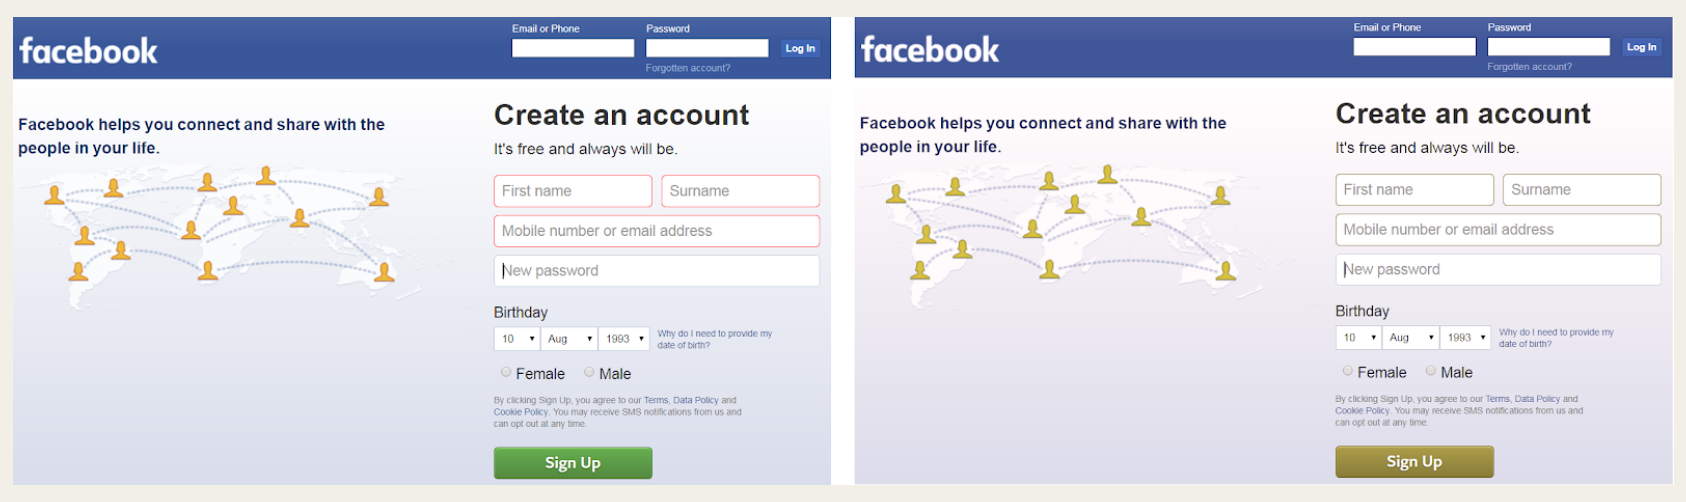 Email or Phone
Password
facebook
Log In
Forgotten account?
Facebook helps you connect and share with the
people in your life.
Create an account
It's free and always will be.
First name
Surname
Mobile number or email address
New password
Birthday
10
Aug
1993
Why do I need to provide my
date of birth?
Female
Male
By clicking Sign Up, you agree to our Terms, Data Policy and
Cookie Policy. You may receive SMS notifications from us and
can opt out at any time.
Sign Up
Email or Phone
Password
facebook
Log In
Forgotten account?
Facebook helps you connect and share with the
people in your life.
Create an account
It's free and always will be.
First name
Surname
Mobile number or email address
New password
Birthday
10
Aug
1993
Why do I need to provide my
date of birth?
Female
Male
By clicking Sign Up, you agree to our Terms, Data Policy and
Cookie Policy. You may receive SMS notifications from us and
can opt out at any time.
Sign Up